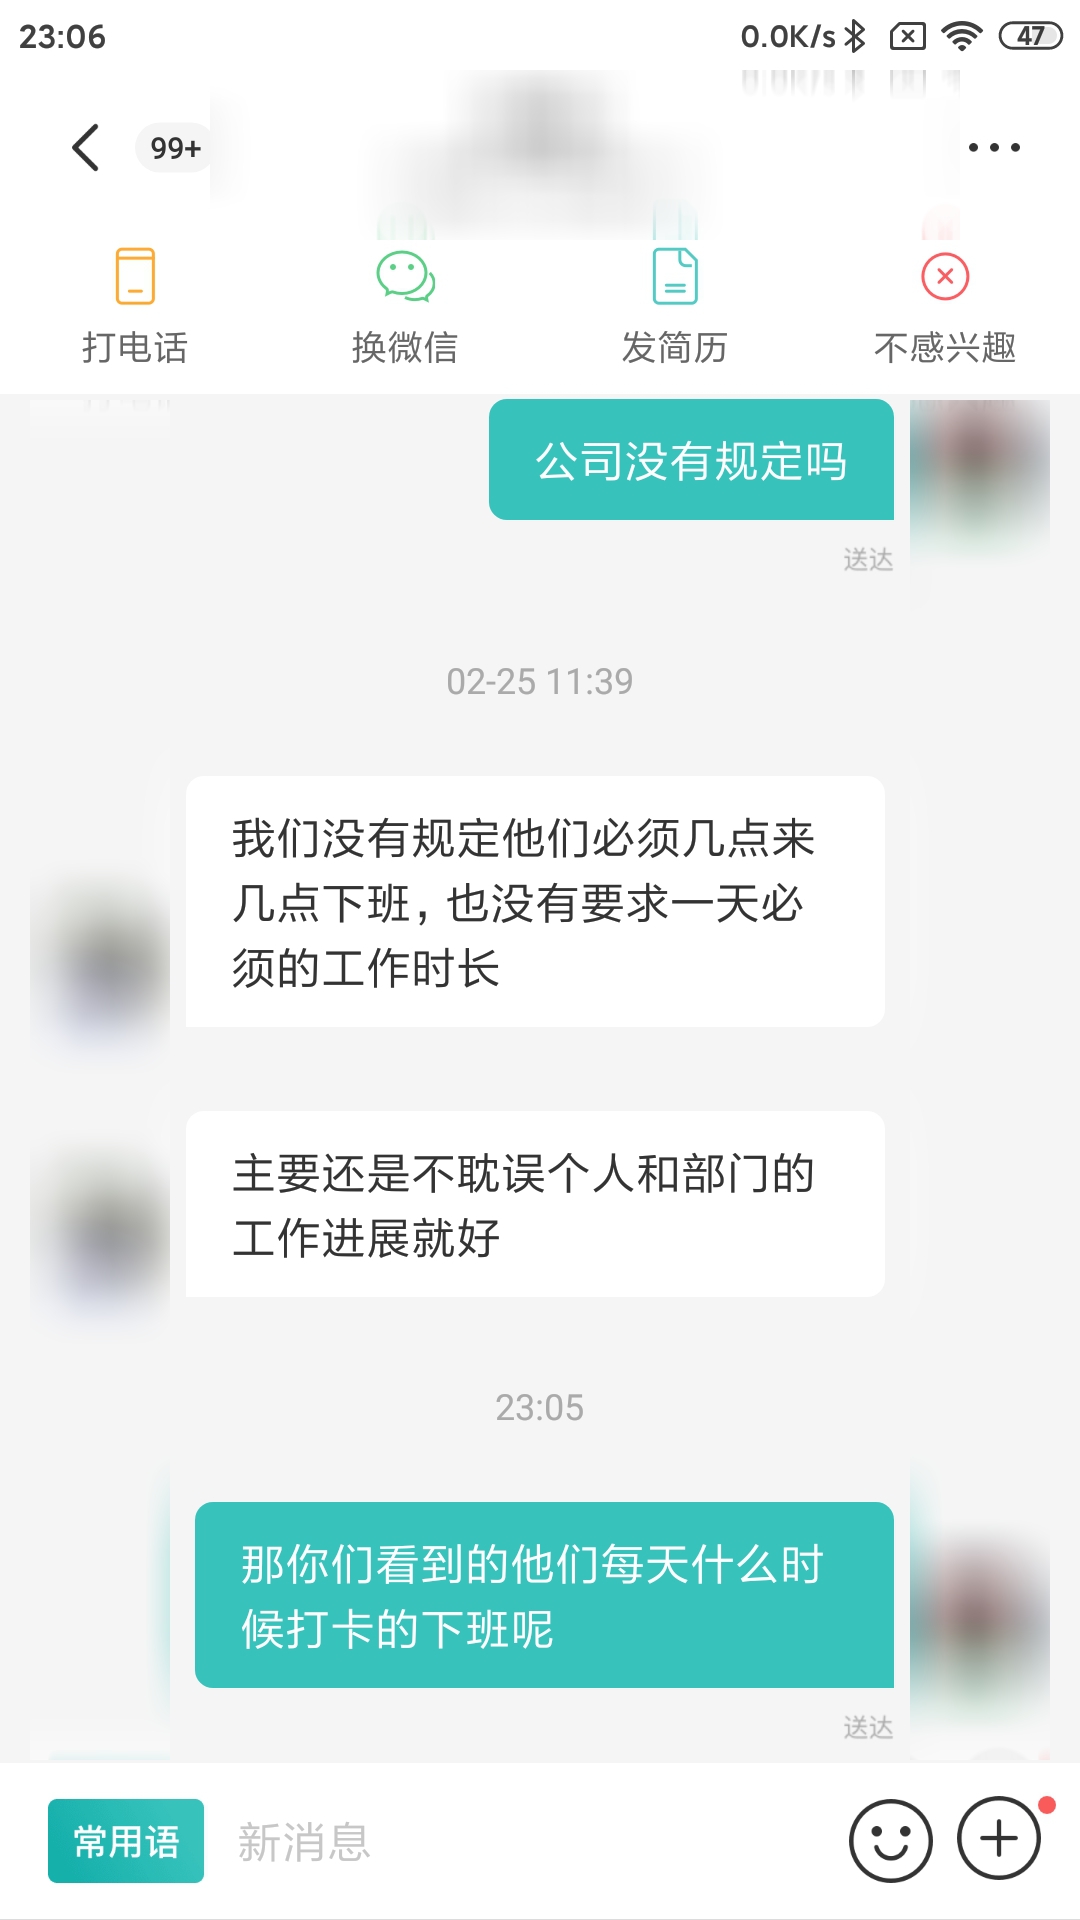 23:06
0.0K/s
47
99+
打电话
换微信
发简历
不感兴趣
公司没有规定吗
送达
02-25 11:39
我们没有规定他们必须几点来
几点下班,也没有要求一天必
须的工作时长
主要还是不耽误个人和部门的
工作进展就好
23:05
那你们看到的他们每天什么时
候打卡的下班呢
送达
常用语
新消息